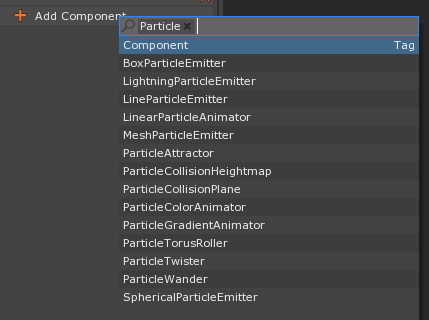 Add Component
Particle ×
Component Tag
BoxParticleEmitter
LightningParticleEmitter
LineParticleEmitter
LinearParticleAnimator
MeshParticleEmitter
ParticleAttractor
ParticleCollisionHeightmap
ParticleCollisionPlane
ParticleColorAnimator
ParticleGradientAnimator
ParticleTorusRoller
ParticleTwister
ParticleWander
SphericalParticleEmitter